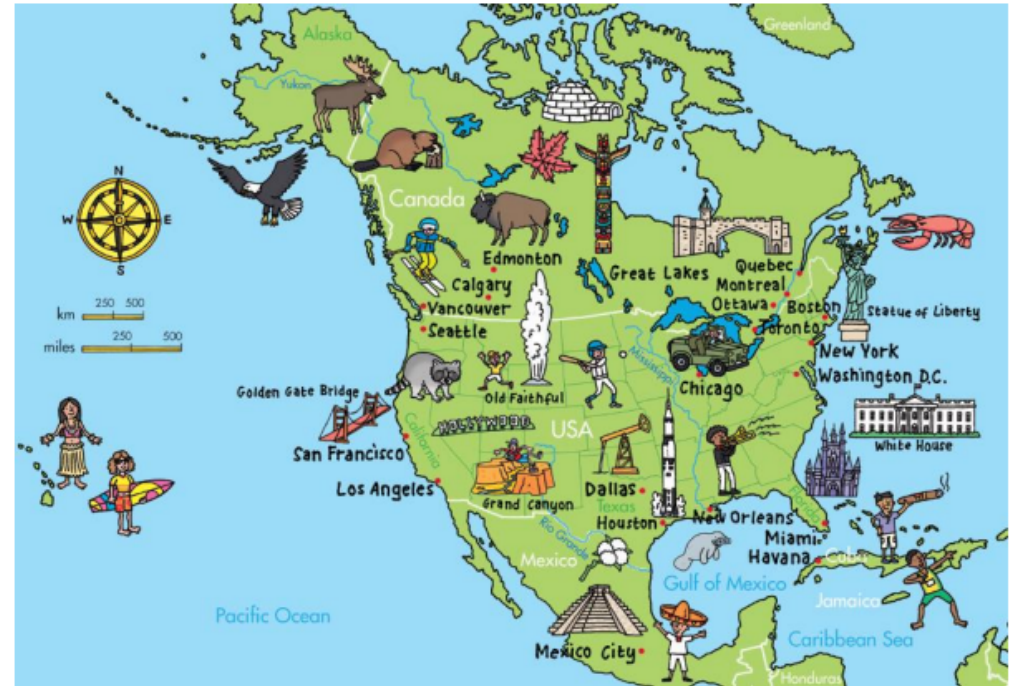 Greenland
Alaska
Yukon
N
W
E
S
Canada
Edmonton
Great Lakes
Quebec
Calgary
Montreal
Vancouver
Ottawa
Boston
Statue of Liberty
Seattle
Toronto
250 500
km
250 500
miles
New York
Mississippi
Washington D.C.
Chicago
Golden Gate Bridge
Old Faithful
HOLLYWOOD
USA
California
San Francisco
White House
Los Angeles
Grand Canyon
Dallas
Texas
Florida
Houston
New Orleans
Rio Grande
Miami
Havana
Cuba
Mexico
Gulf of Mexico
Jamaica
Pacific Ocean
Caribbean Sea
Mexico City
Honduras